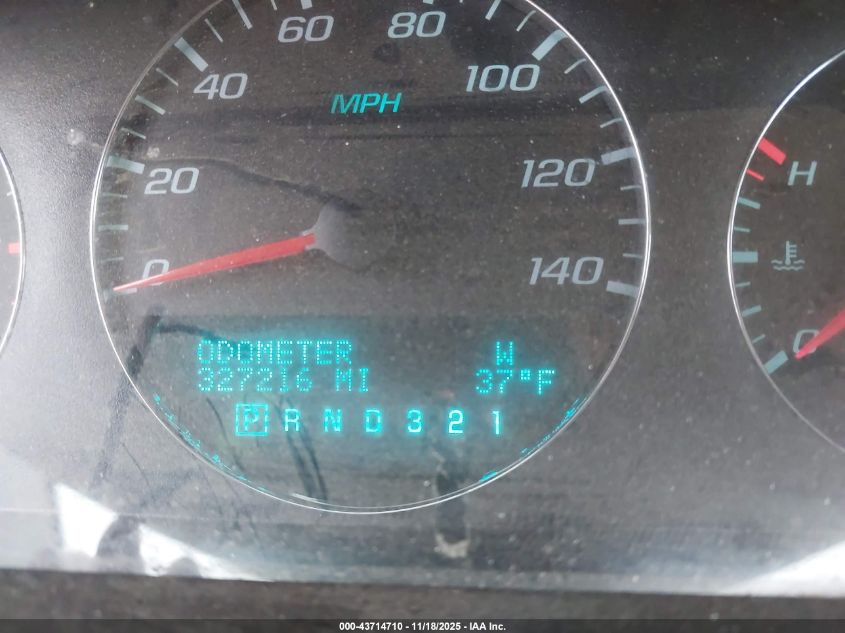 60 80
40 100
MPH
20 120 H
0 140
0
ODOMETER W
327216 MI 37°F
P R N D 3 2 1
000-43714710 - 11/18/2025 - IAA Inc.